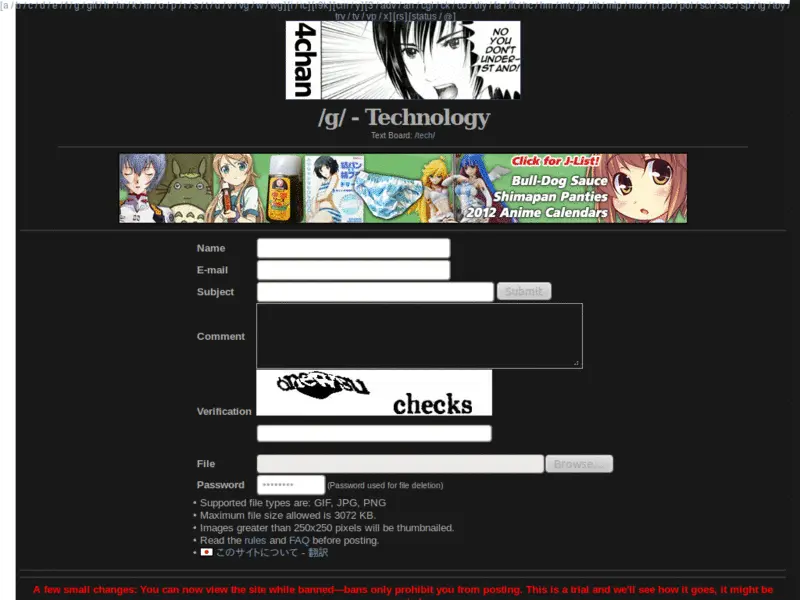 [a / b / c / d / e / f / g / gif / h / hr / k / m / o / p / r / s / t / u / v / vg / w / wg] [i / ic] [r9k] [cm / y] [3 / adv / an / cgl / ck / co / diy / fa / fit / hc / hm / int / jp / lit / mlp / mu / n / po / pol / sci / soc / sp / tg / toy /
trv / tv / vp / x] [rs] [status / @]
4chan
NO
YOU
DON'T
UNDER-
STAND!
/g/ - Technology
Text Board: /tech/
Click for J-List!
Bull-Dog Sauce
Shimapan Panties
2012 Anime Calendars
Name
E-mail
Subject
Submit
Comment
checks
Verification
File
Browse...
Password
(Password used for file deletion)
• Supported file types are: GIF, JPG, PNG
• Maximum file size allowed is 3072 KB.
• Images greater than 250x250 pixels will be thumbnailed.
• Read the rules and FAQ before posting.
• このサイトについて - 翻訳
A few small changes: You can now view the site while banned—bans only prohibit you from posting. This is a trial and we'll see how it goes, it might be